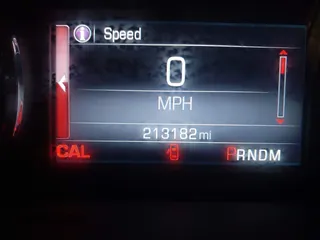 i Speed
0
MPH
213182 mi
CAL PRNDM